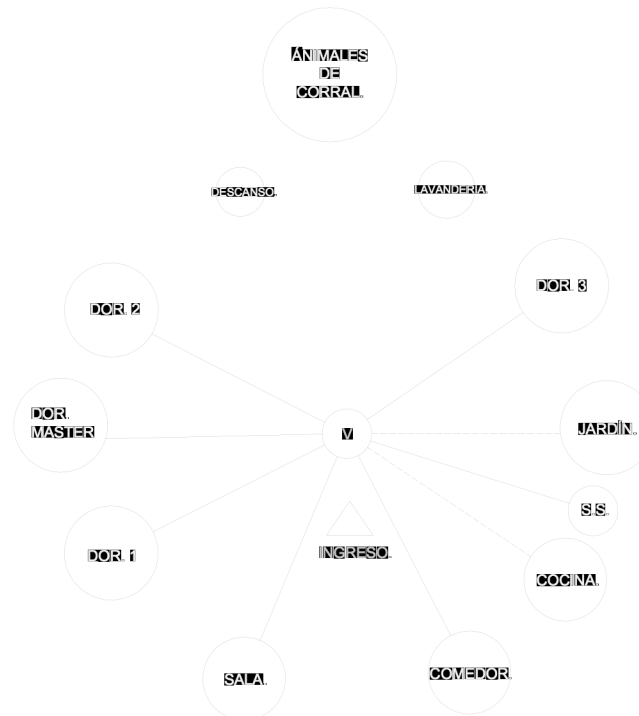 ÁNIMALES
DE
CORRAL.
DESCANSO.
LAVANDERIA.
DOR. 2
DOR. 3
DOR.
MASTER
V
JARDÍN.
S.S.
DOR. 1
INGRESO.
COCINA.
SALA.
COMEDOR.